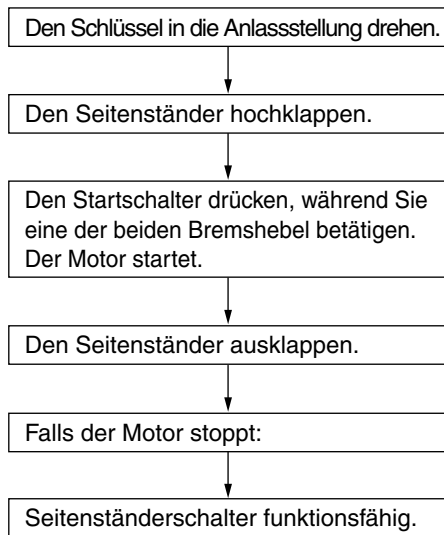 Den Schlüssel in die Anlassstellung drehen.
Den Seitenständer hochklappen.
Den Startschalter drücken, während Sie
eine der beiden Bremshebel betätigen.
Der Motor startet.
Den Seitenständer ausklappen.
Falls der Motor stoppt:
Seitenständerschalter funktionsfähig.